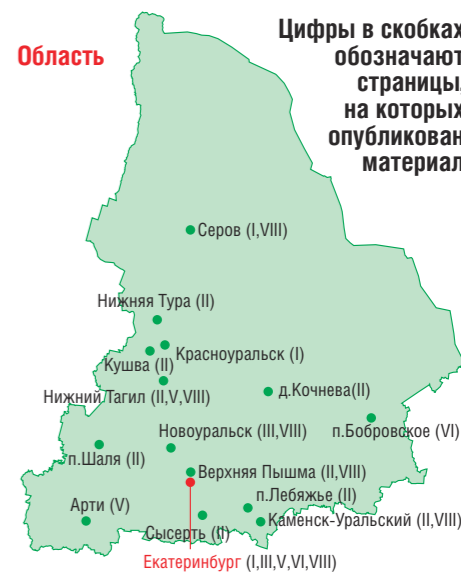 Область
Цифры в скобках
обозначают
страницы,
на которых
опубликован
материал
Серов (I,VIII)
Нижняя Тура (II)
Красноуральск (I)
Кушва (II)
Нижний Тагил (II,V,VIII)
д.Кочнева(II)
Новоуральск (III,VIII)
п.Бобровское (VI)
п.Шаля (II)
Верхняя Пышма (II,VIII)
п.Лебяжье (II)
Арти (V)
Каменск-Уральский (II,VIII)
Сысерть (II)
Екатеринбург (I,III,V,VI,VIII)